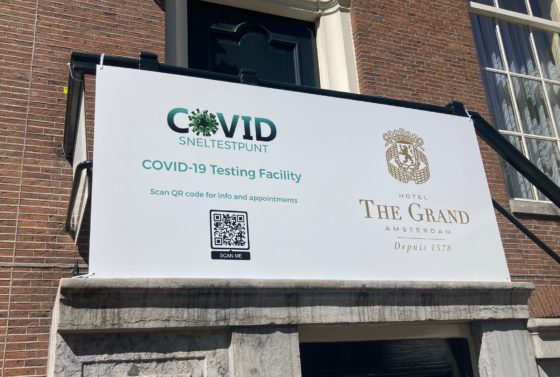 COVID
SNELTESTPUNT
COVID-19 Testing Facility
Scan QR code for info and appointments
SCAN ME
HOTEL
THE GRAND
AMSTERDAM
Depuis 1578